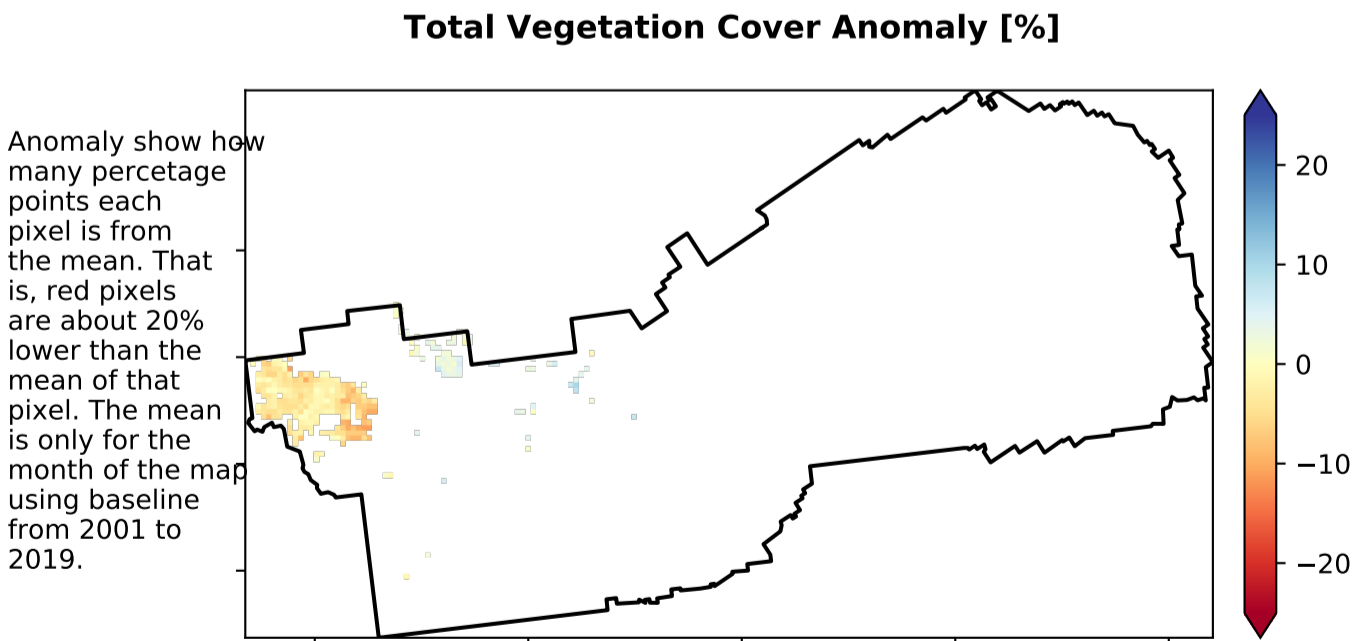 Total Vegetation Cover Anomaly [%]
Anomaly show how
many percetage
points each
pixel is from
the mean. That
is, red pixels
are about 20%
lower than the
mean of that
pixel. The mean
is only for the
month of the map
using baseline
from 2001 to
2019.
20
10
0
−10
−20